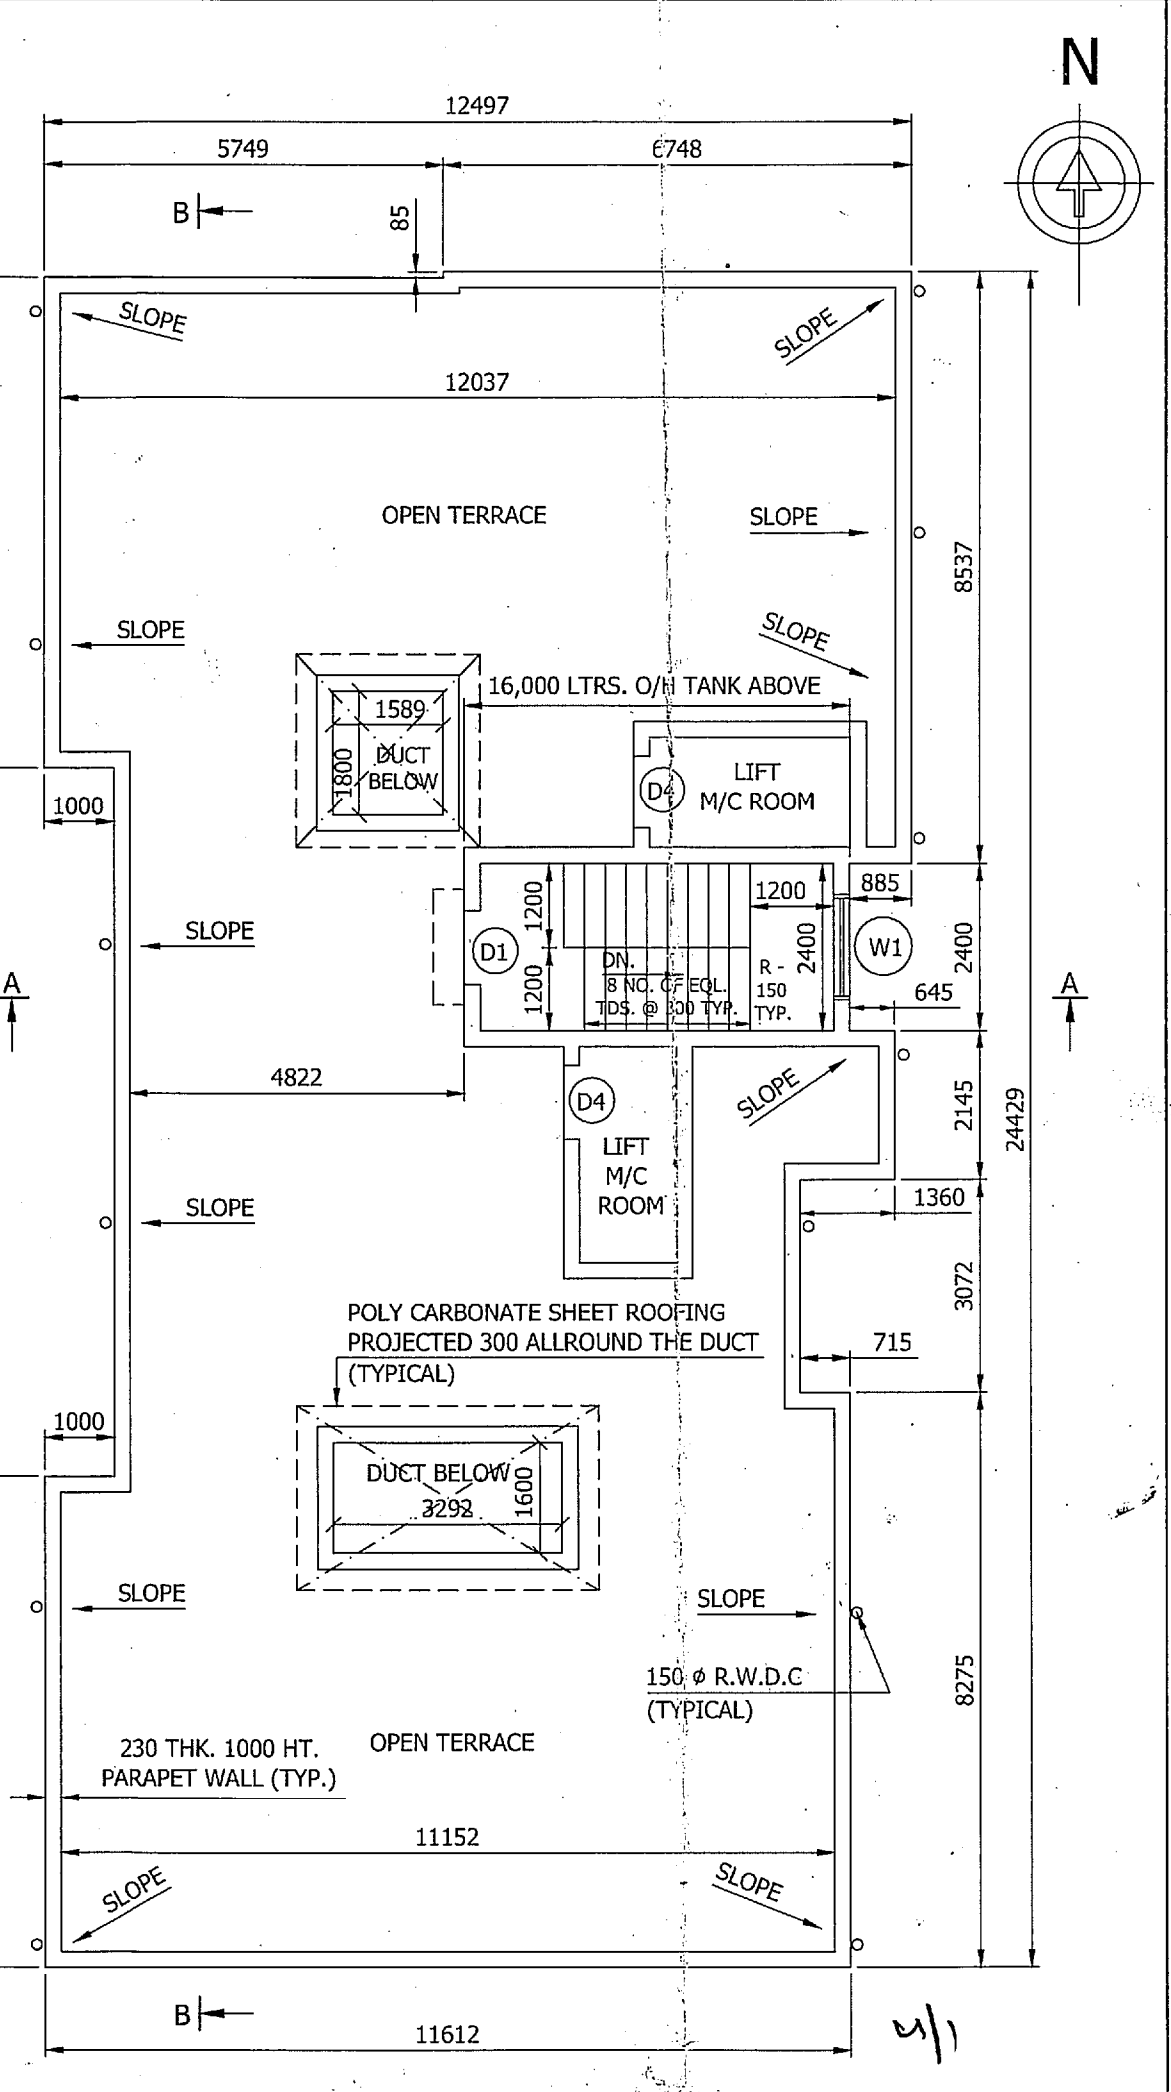 N
12497
5749
6748
B
85
SLOPE
SLOPE
12037
OPEN TERRACE
SLOPE
8537
SLOPE
SLOPE
16,000 LTRS. O/H TANK ABOVE
1589
1800
DUCT
BELOW
LIFT
M/C ROOM
D4
1000
885
1200
1200
2400
2400
SLOPE
D1
W1
DN.
8 NO. OF EQL.
TDS. @ 300 TYP.
R -
150
TYP.
1200
645
A
A
4822
SLOPE
D4
2145
24429
LIFT
M/C
ROOM
SLOPE
1360
3072
POLY CARBONATE SHEET ROOFING
PROJECTED 300 ALLROUND THE DUCT
(TYPICAL)
715
1000
DUCT BELOW
3292
1600
SLOPE
SLOPE
150 ϕ R.W.D.C
(TYPICAL)
8275
OPEN TERRACE
230 THK. 1000 HT.
PARAPET WALL (TYP.)
11152
SLOPE
SLOPE
B
11612